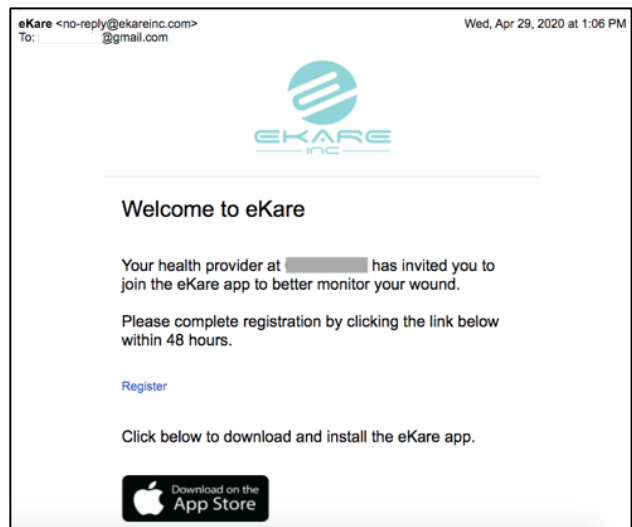 eKare <no-reply@ekareinc.com> Wed, Apr 29, 2020 at 1:06 PM
To: @gmail.com
EKARE
INC
Welcome to eKare
Your health provider at has invited you to
join the eKare app to better monitor your wound.
Please complete registration by clicking the link below
within 48 hours.
Register
Click below to download and install the eKare app.
Download on the
App Store